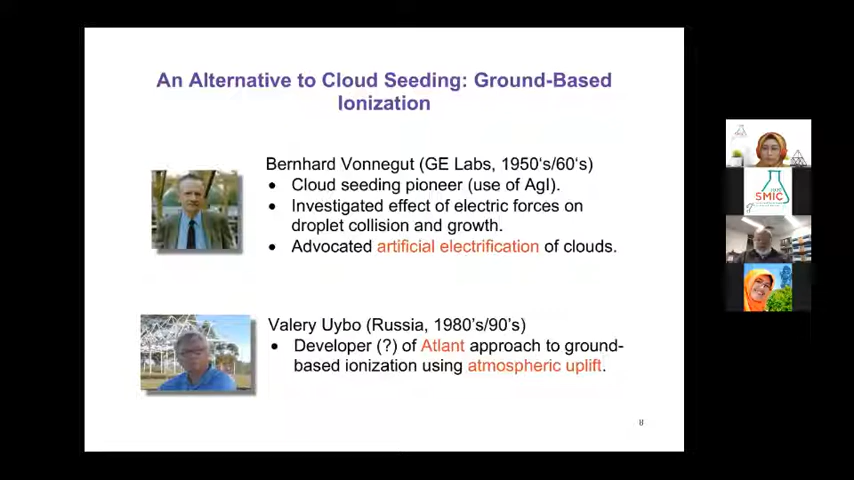 An Alternative to Cloud Seeding: Ground-Based
Ionization
Bernhard Vonnegut (GE Labs, 1950's/60's)
• Cloud seeding pioneer (use of AgI).
• Investigated effect of electric forces on
droplet collision and growth.
• Advocated artificial electrification of clouds.
Valery Uybo (Russia, 1980's/90's)
• Developer (?) of Atlant approach to ground-
based ionization using atmospheric uplift.
8
SMIC